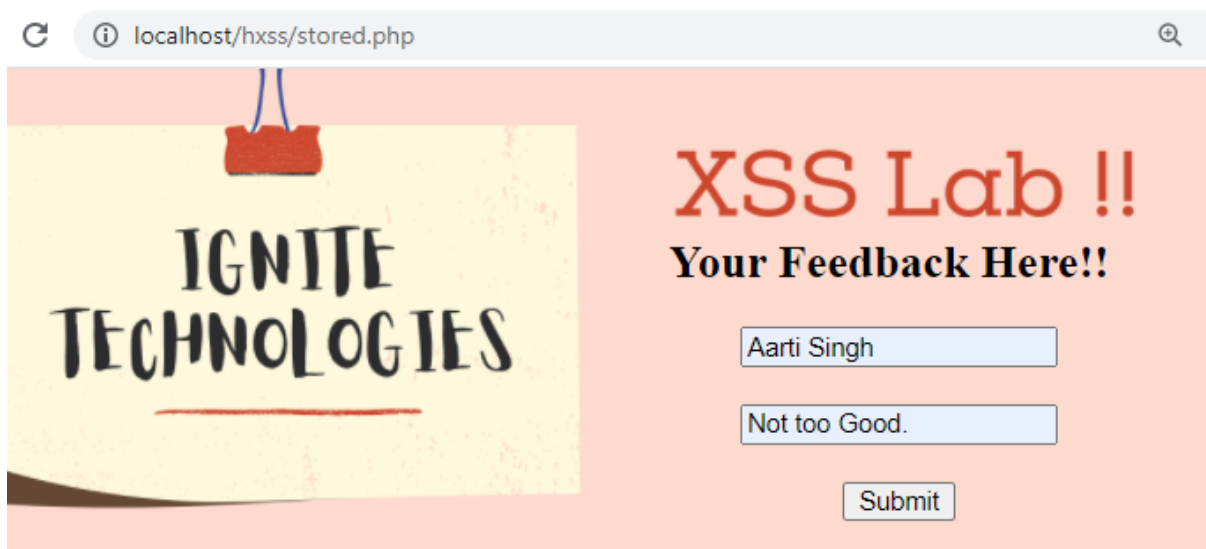 localhost/hxss/stored.php
IGNITE
TECHNOLOGIES
XSS Lab !!
Your Feedback Here!!
Aarti Singh
Not too Good.
Submit